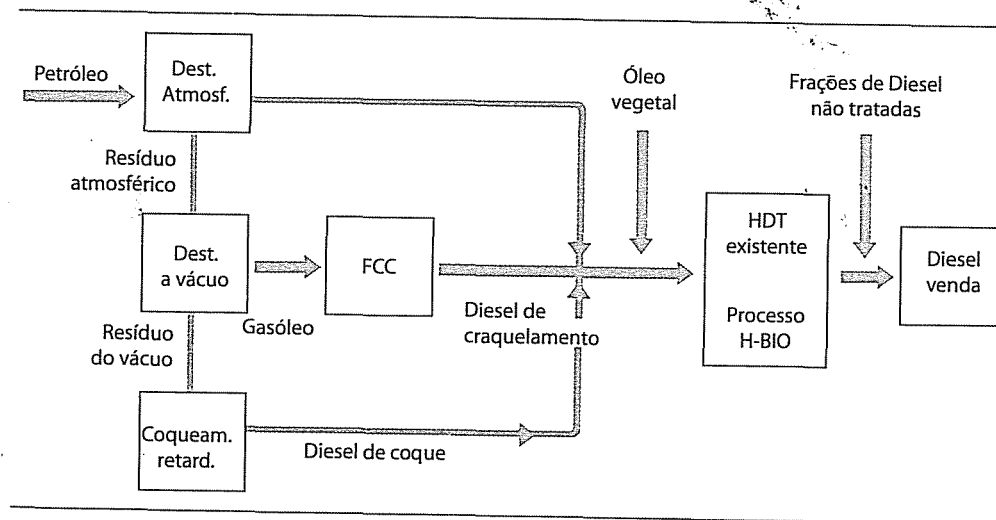 Petróleo
Dest.
Atmosf.
Óleo
vegetal
Frações de Diesel
não tratadas
Resíduo
atmosférico
Dest.
a vácuo
FCC
HDT
existente
Processo
H-BIO
Diesel
venda
Gasóleo
Diesel de
craquelamento
Resíduo
do vácuo
Coqueam.
retard.
Diesel de coque